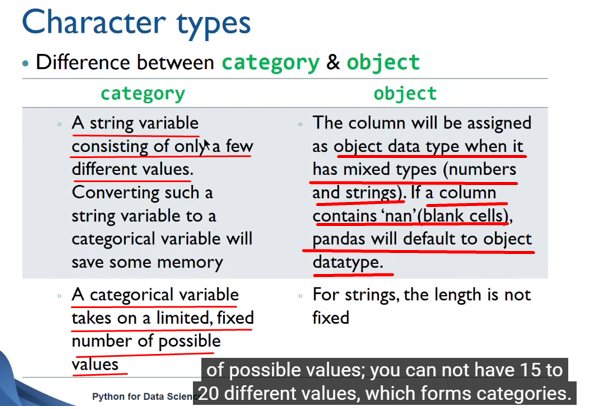 Character types
• Difference between category & object
category
object
◦ A string variable
consisting of only a few
different values.
Converting such a
string variable to a
categorical variable will
save some memory
◦ The column will be assigned
as object data type when it
has mixed types (numbers
and strings). If a column
contains ‘nan’(blank cells),
pandas will default to object
datatype.
◦ A categorical variable
takes on a limited, fixed
number of possible
values
◦ For strings, the length is not
fixed
Python for Data
of possible values; you can not have 15 to
20 different values, which forms categories.